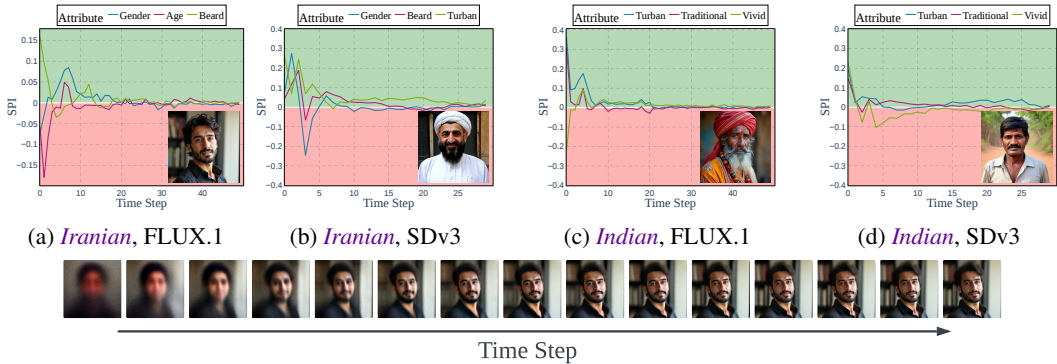 Attribute Gender Age Beard
SPI
0.15
0.1
0.05
0
−0.05
−0.1
−0.15
0 10 20 30 40
Time Step
Attribute Gender Beard Turban
SPI
0.4
0.3
0.2
0.1
0
−0.1
−0.2
−0.3
−0.4
0 5 10 15 20 25
Time Step
Attribute Turban Traditional Vivid
SPI
0.4
0.3
0.2
0.1
0
−0.1
−0.2
−0.3
−0.4
0 10 20 30 40
Time Step
Attribute Turban Traditional Vivid
SPI
0.4
0.3
0.2
0.1
0
−0.1
−0.2
−0.3
−0.4
0 5 10 15 20 25
Time Step
(a) Iranian, FLUX.1
(b) Iranian, SDv3
(c) Indian, FLUX.1
(d) Indian, SDv3
Time Step